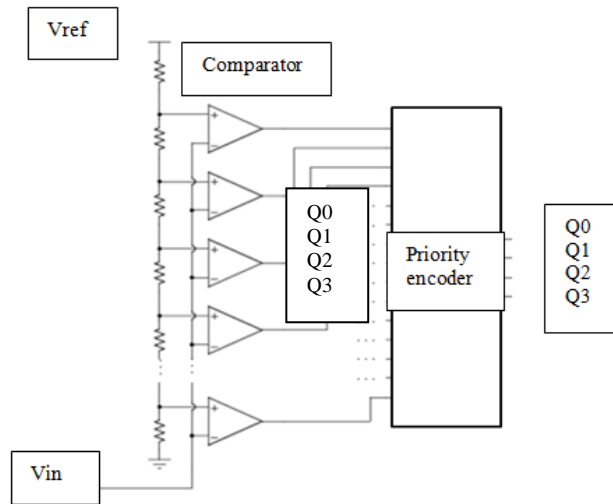 Vref
Comparator
+
−
+
−
+
−
+
−
+
−
Q0
Q1
Q2
Q3
Priority
encoder
Q0
Q1
Q2
Q3
Vin